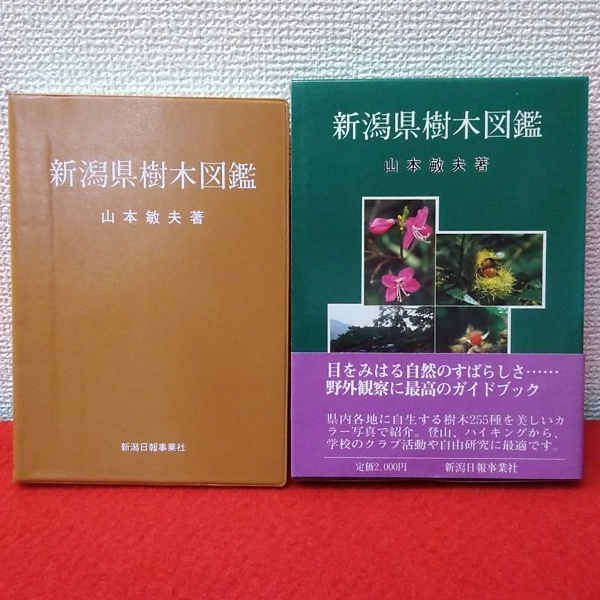 新潟県樹木図鑑
山本敏夫著
新潟日報事業社
新潟県樹木図鑑
山本敏夫著
目をみはる自然のすばらしさ……
野外観察に最高のガイドブック
県内各地に自生する樹木255種を美しいカ
ラー写真で紹介。登山、ハイキングから、
学校のクラブ活動や自由研究に最適です。
定価2,000円 新潟日報事業社